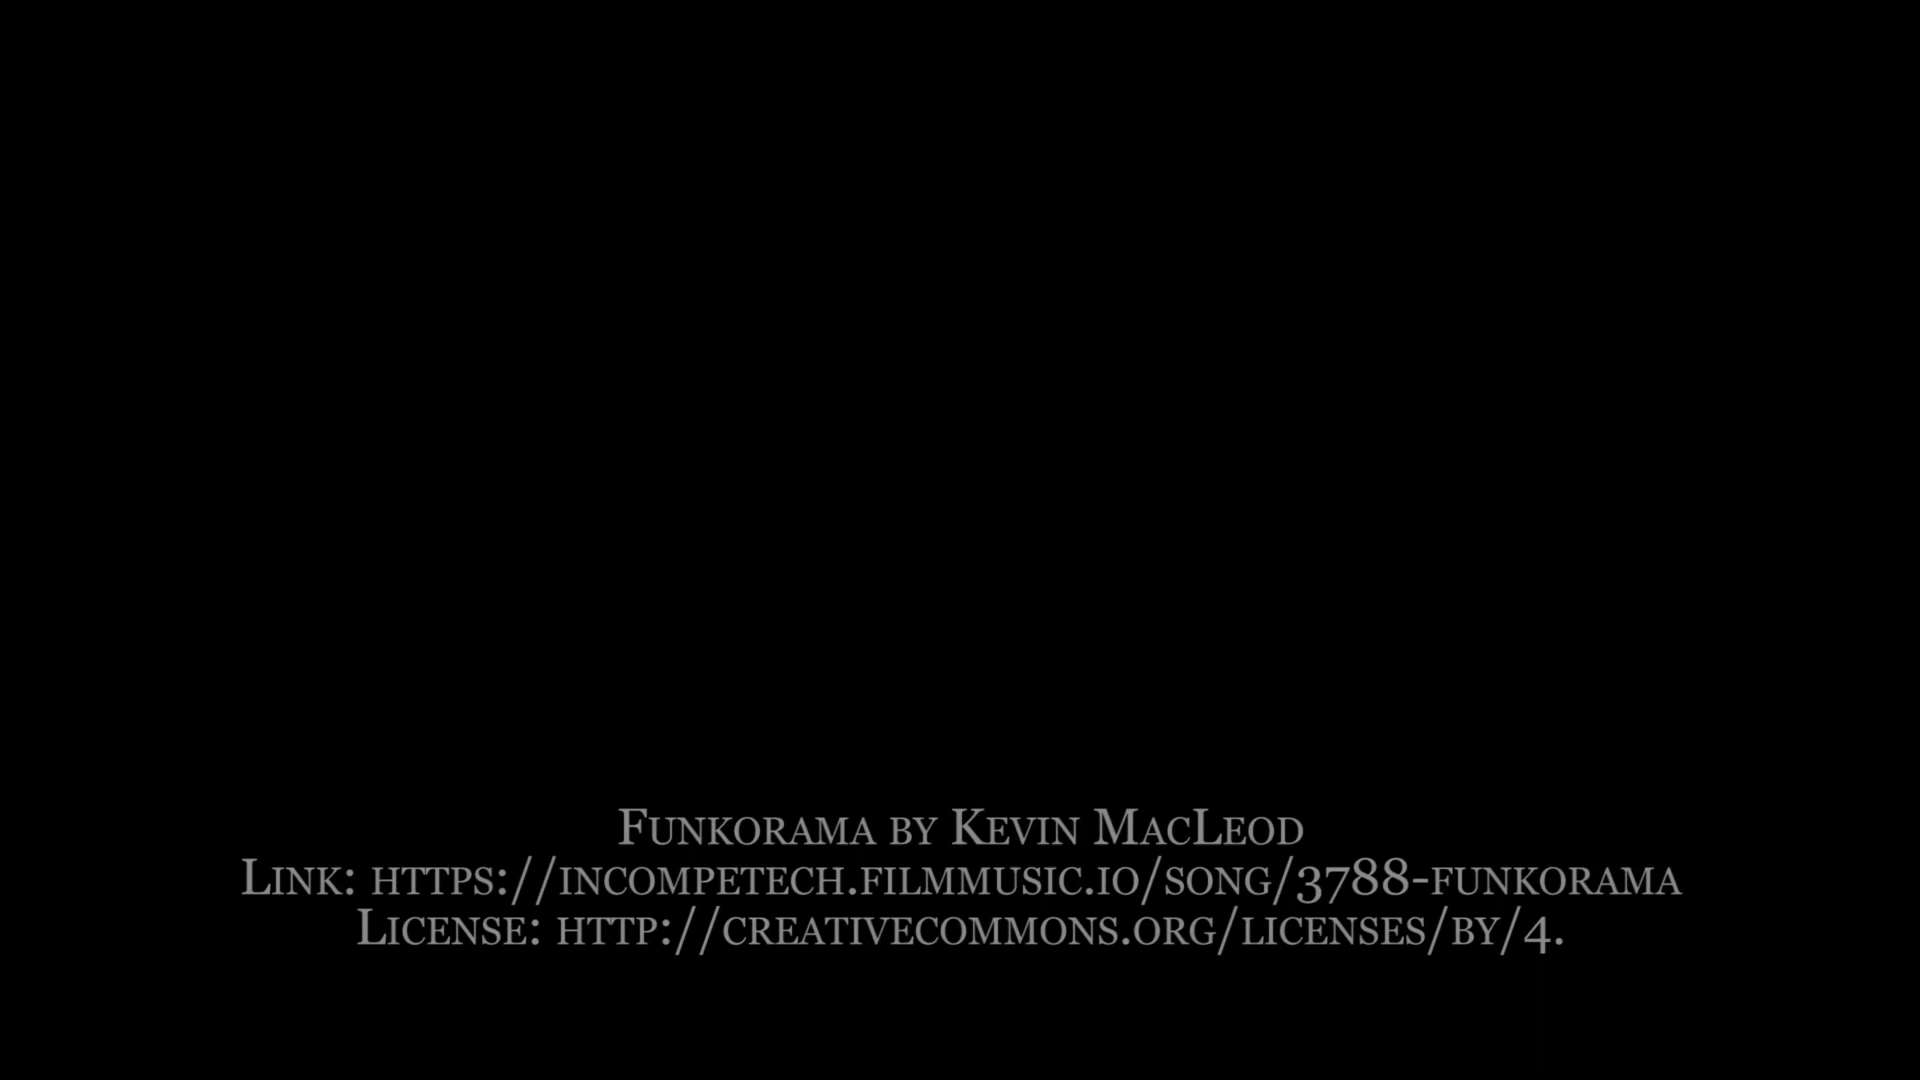 Funkorama by Kevin MacLeod
Link: https://incompetech.filmmusic.io/song/3788-funkorama
License: http://creativecommons.org/licenses/by/4.